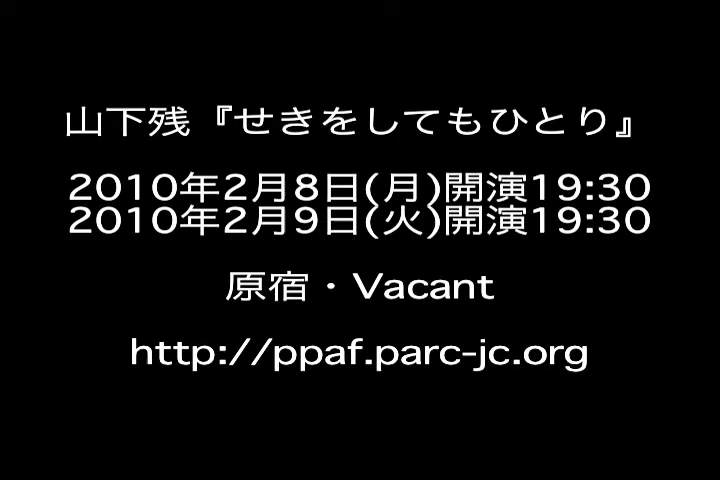 山下残『せきをしてもひとり』
2010年2月8日(月)開演19:30
2010年2月9日(火)開演19:30
原宿・Vacant
http://ppaf.parc-jc.org